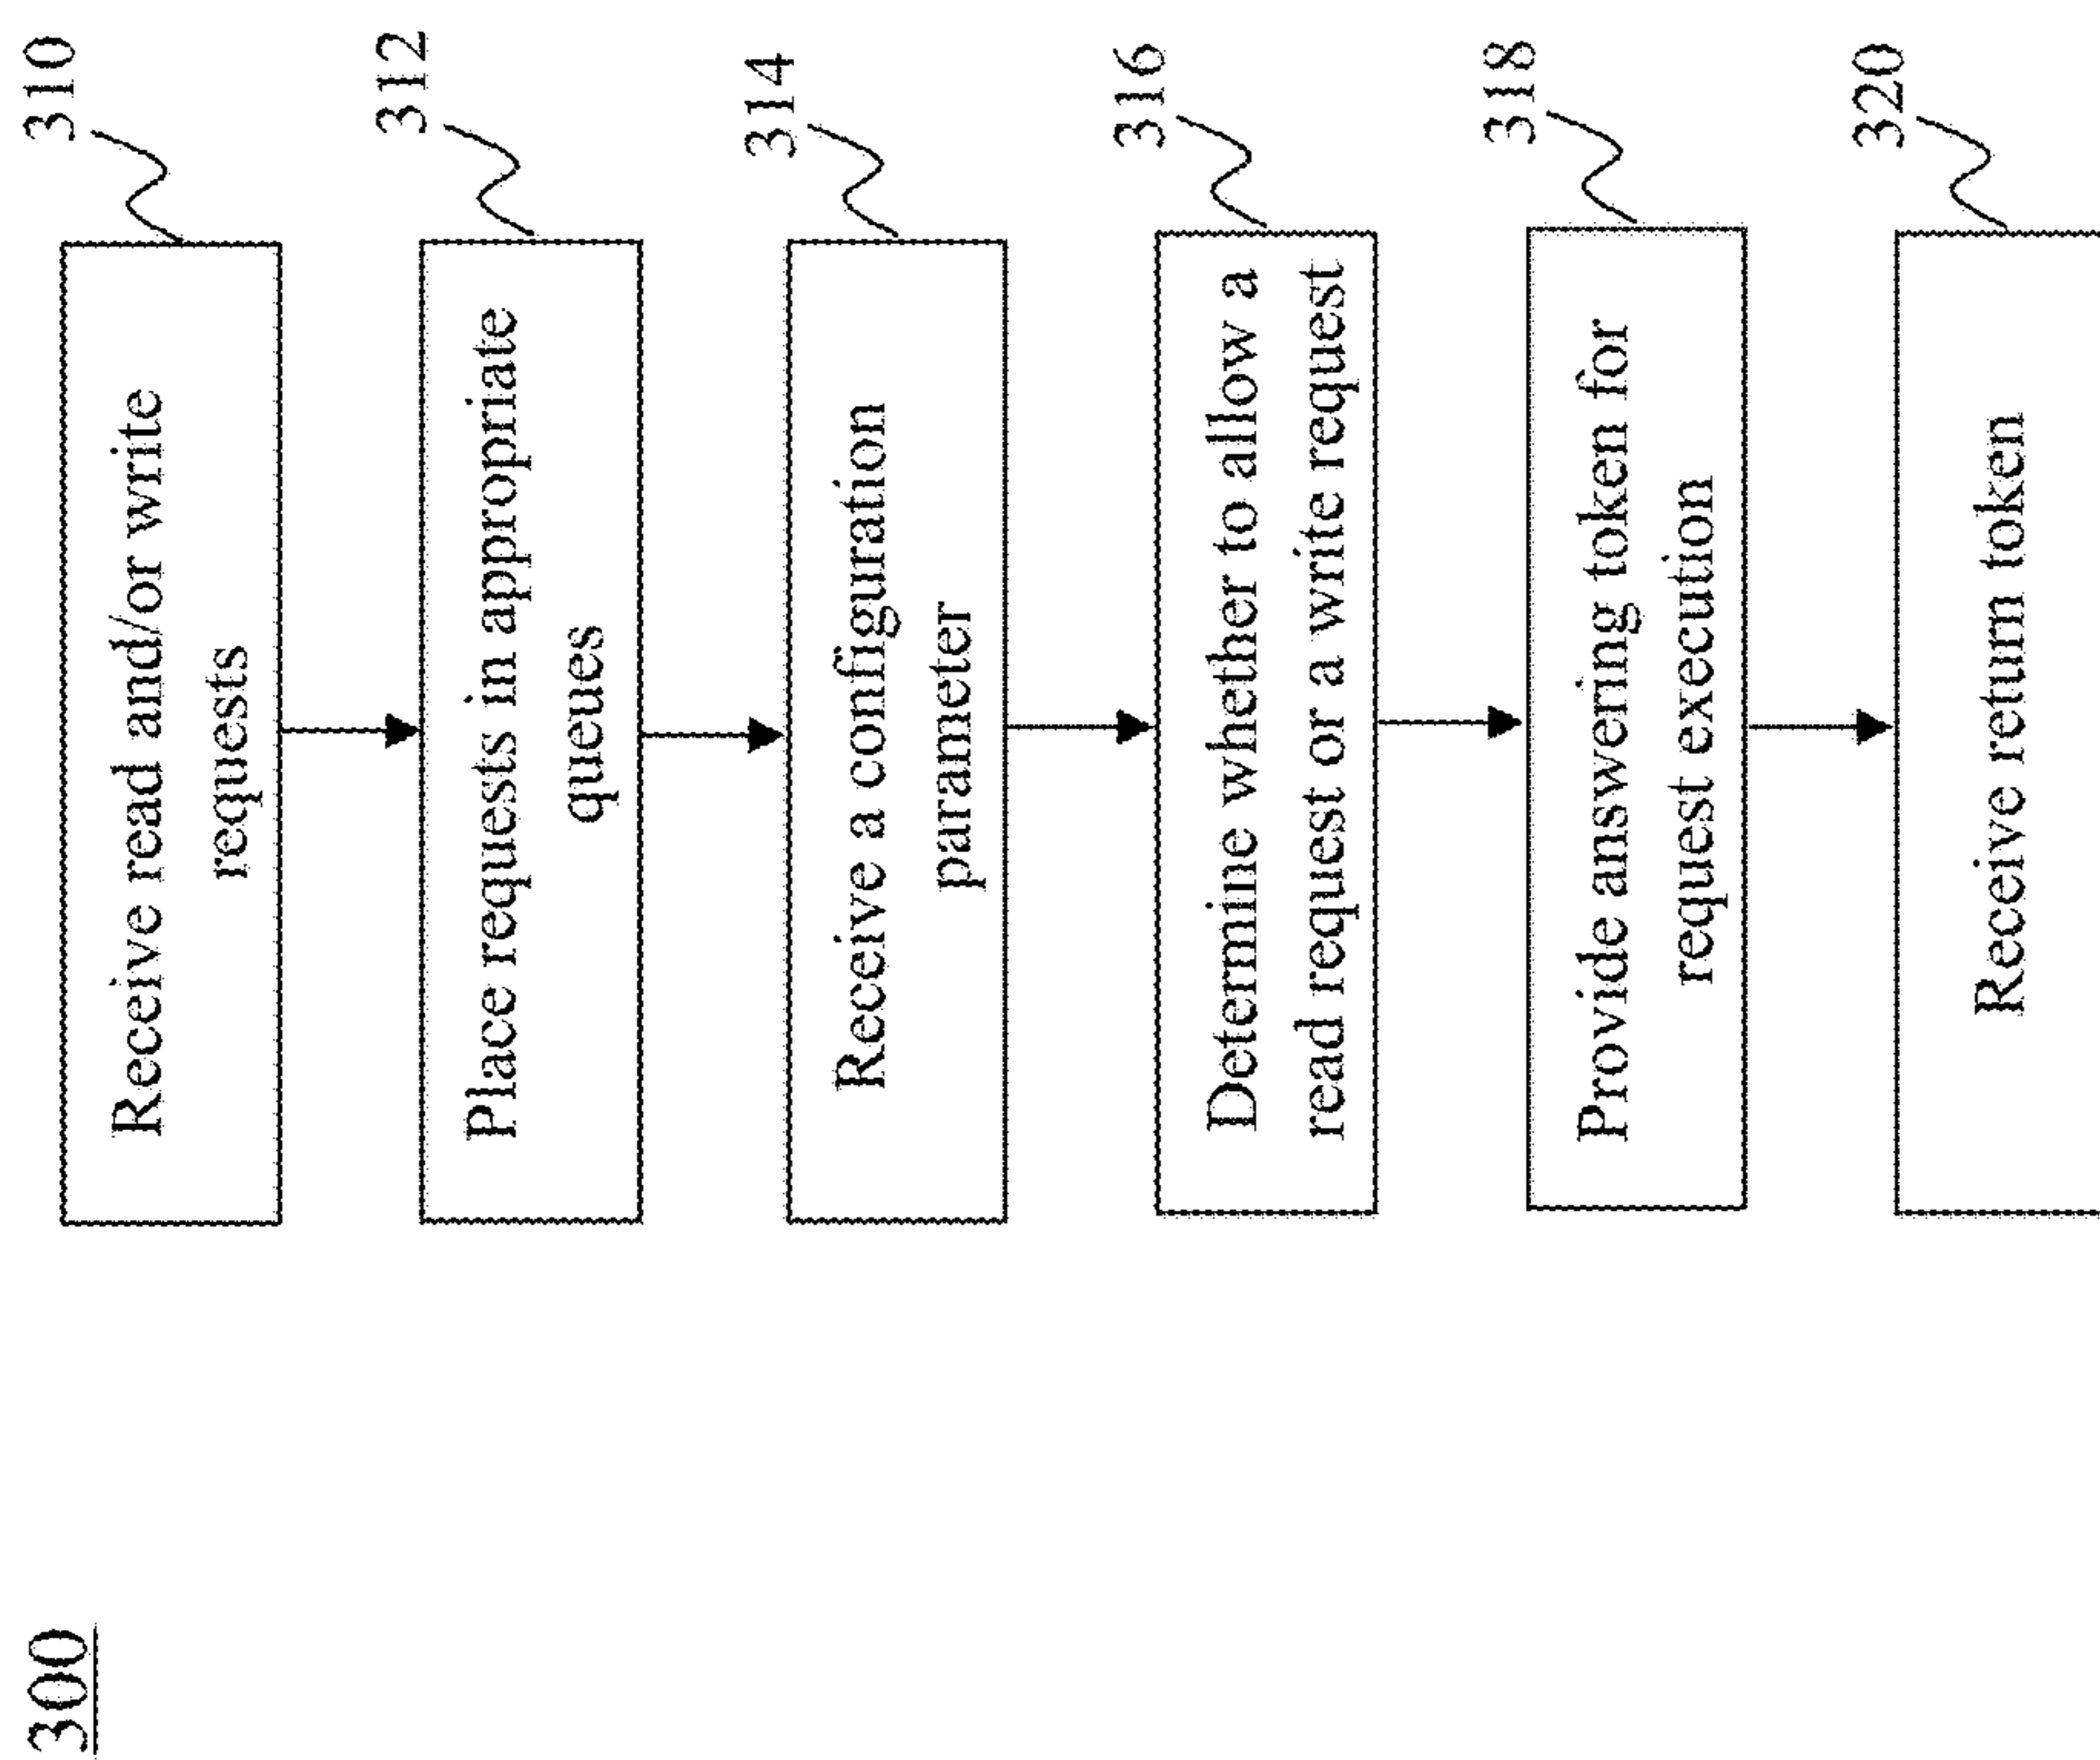 300
310
Receive read and/or write
requests
312
Place requests in appropriate
queues
314
Receive a configuration
parameter
316
Determine whether to allow a
read request or a write request
318
Provide answering token for
request execution
320
Receive return token